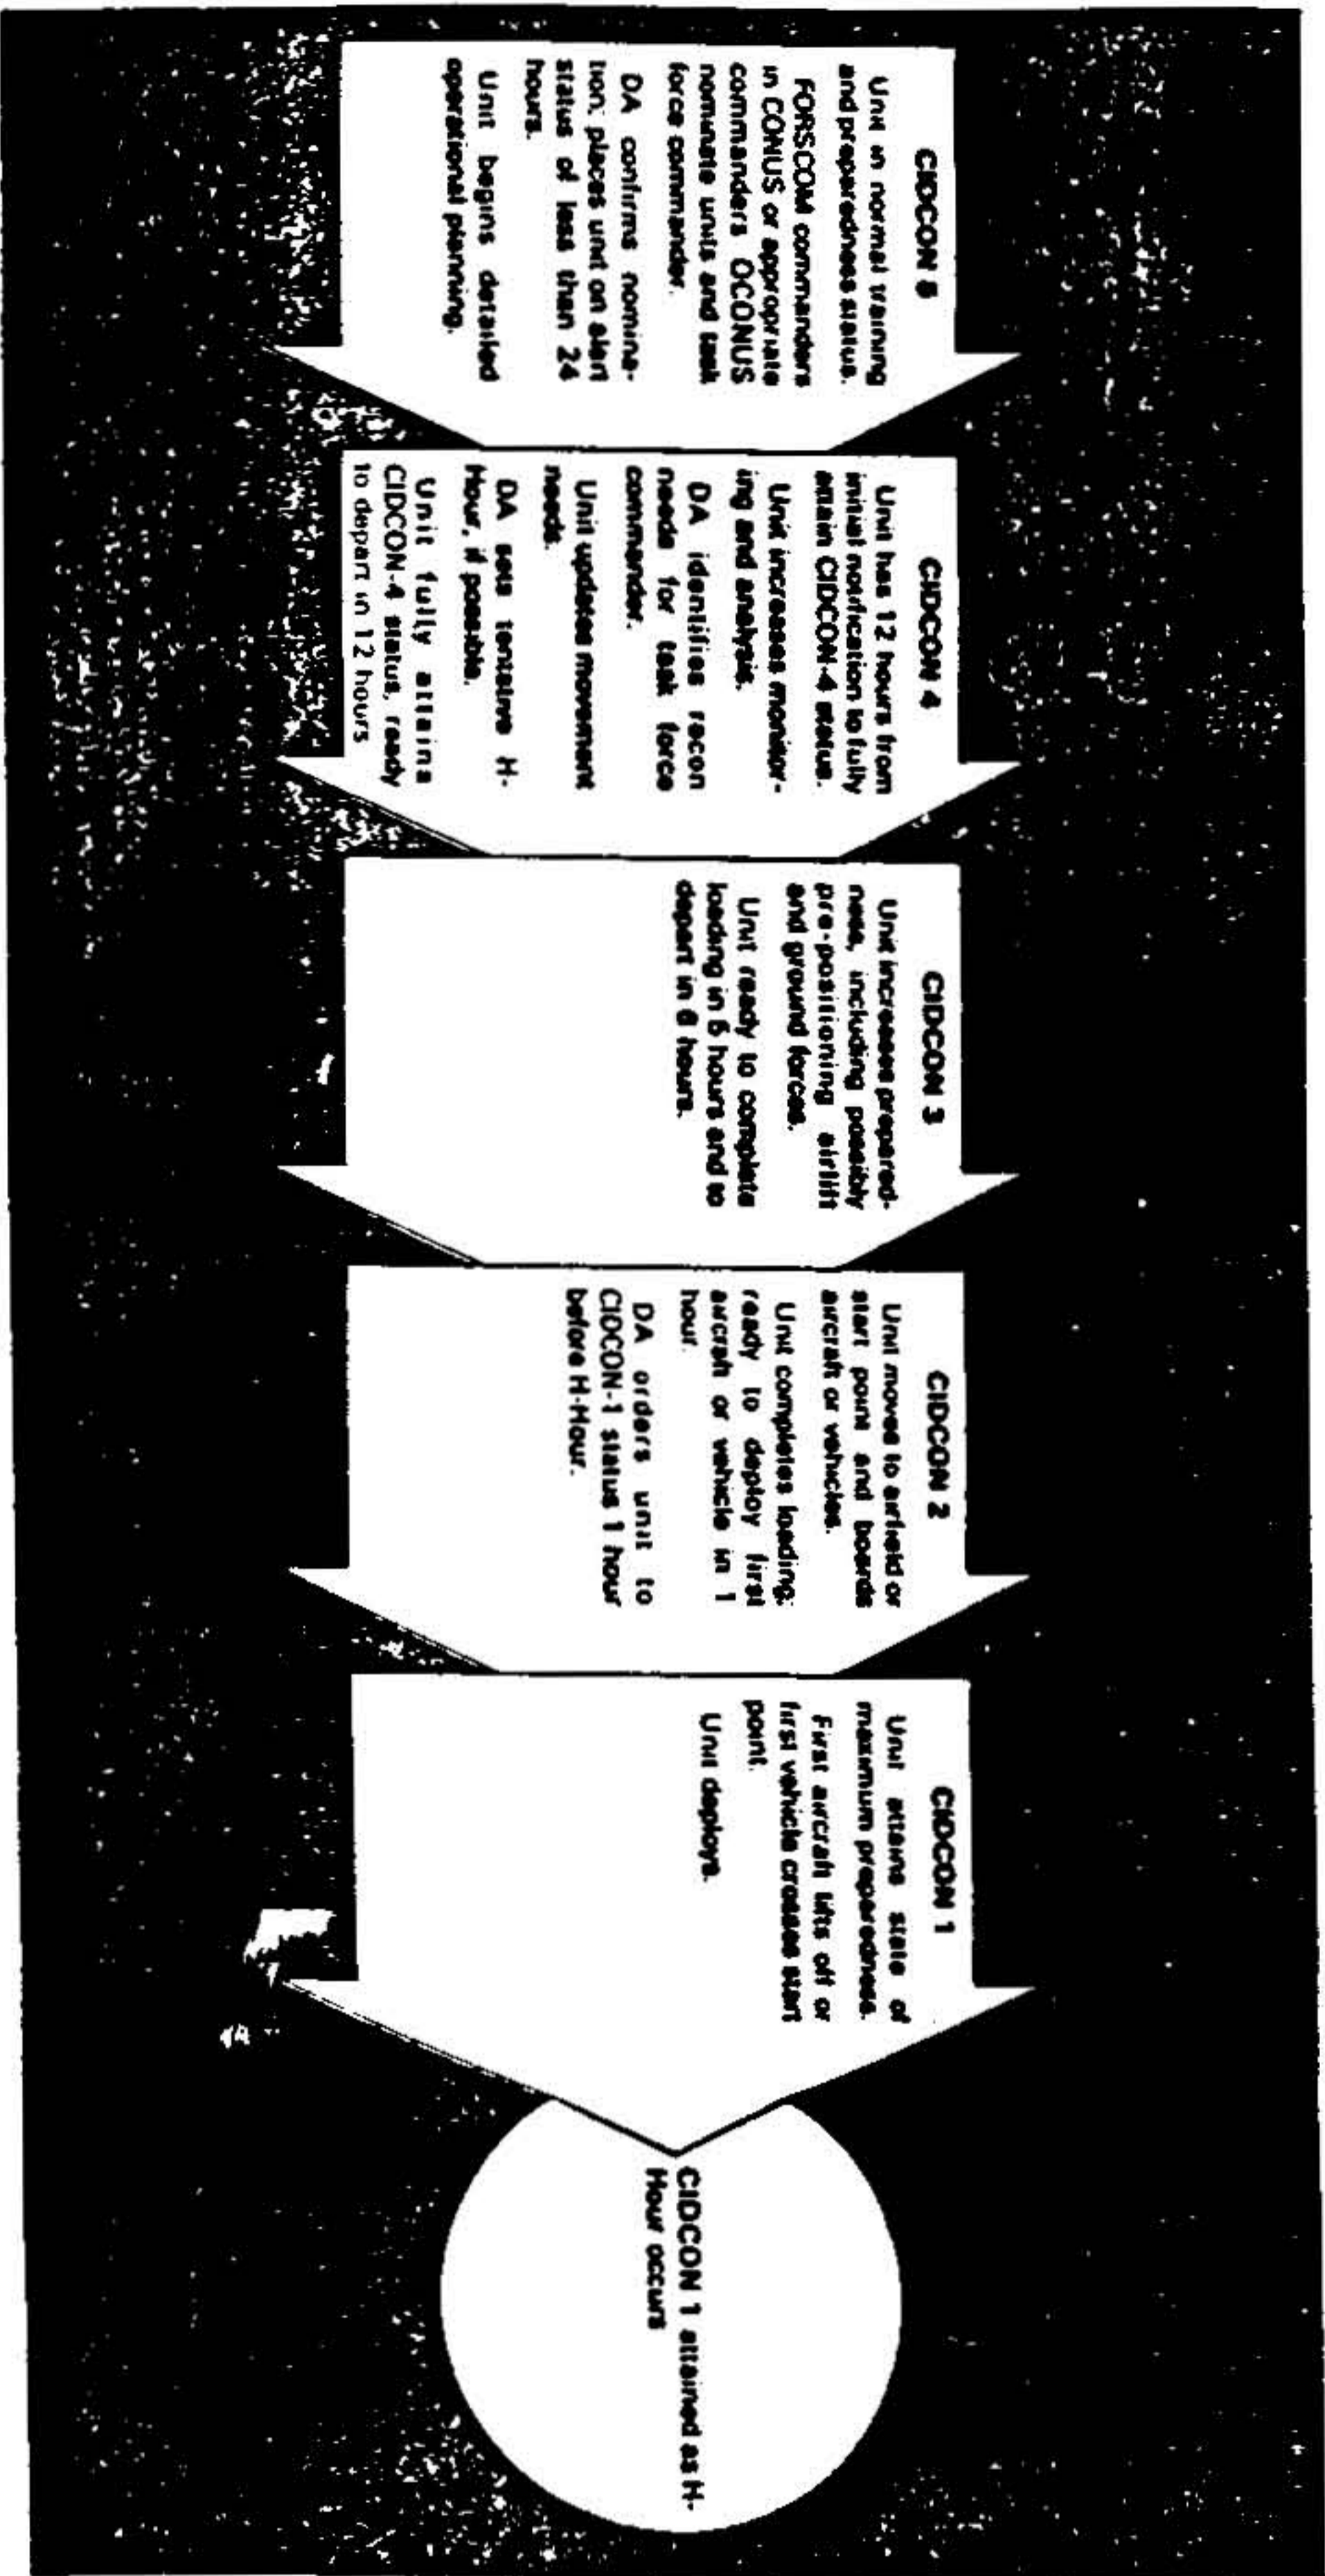 CIDCON 5
Unit in normal training
and preparedness status.
FORSCOM commanders
in CONUS or appropriate
commanders OCONUS
nominate units and task
force commander.
DA confirms nomina-
tion; places unit on alert
status of less than 24
hours.
Unit begins detailed
operational planning.
CIDCON 4
Unit has 12 hours from
initial notification to fully
attain CIDCON-4 status.
Unit increases monitor-
ing and analysis.
DA identifies recon
needs for task force
commander.
Unit updates movement
needs.
DA sets tentative H-
Hour, if possible.
Unit fully attains
CIDCON-4 status, ready
to depart in 12 hours
CIDCON 3
Unit increases prepared-
ness, including possibly
pre-positioning airlift
and ground forces.
Unit ready to complete
loading in 5 hours and to
depart in 6 hours.
CIDCON 2
Unit moves to airfield or
start point and boards
aircraft or vehicles.
Unit completes loading;
ready to deploy first
aircraft or vehicle in 1
hour.
DA orders unit to
CIDCON-1 status 1 hour
before H-Hour.
CIDCON 1
Unit attains state of
maximum preparedness.
First aircraft lifts off or
first vehicle crosses start
point.
Unit deploys.
CIDCON 1 attained as H-
Hour occurs